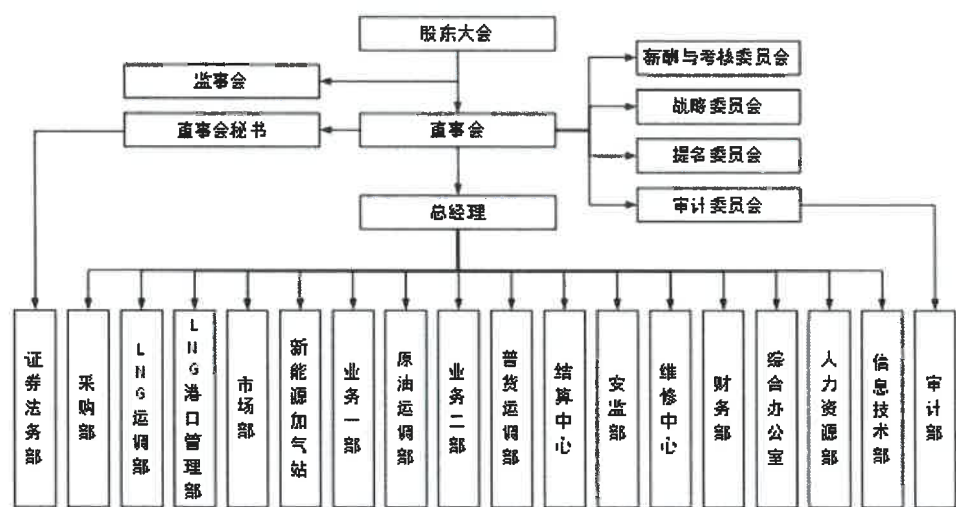 股东大会
监事会
薪酬与考核委员会
战略委员会
董事会秘书
董事会
提名委员会
总经理
审计委员会
证券法务部
采购部
LNG运调部
LNG港口管理部
市场部
新能源加气站
业务一部
原油运调部
业务二部
普货运调部
结算中心
安监部
维修中心
财务部
综合办公室
人力资源部
信息技术部
审计部